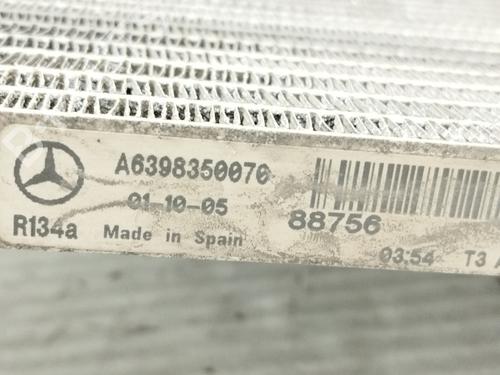 A6398350070
01-10-05
88756
R134a Made in Spain
03:54 T3